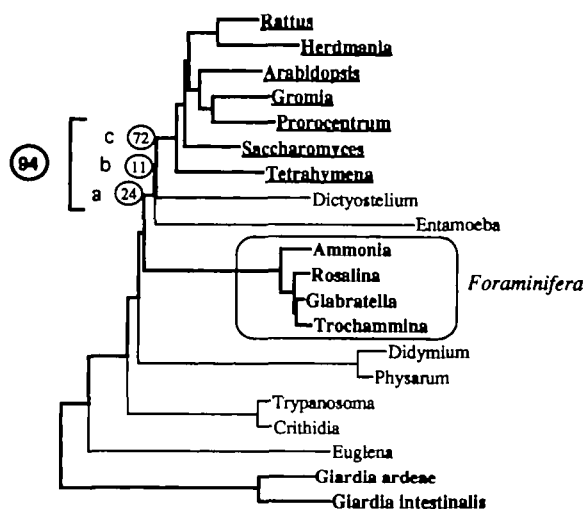 Rattus
Herdmania
Arabidopsis
Gromia
Prorocentrum
Saccharomyces
Tetrahymena
Dictyostelium
Entamoeba
94
c 72
b 11
a 24
Ammonia
Rosalina
Glabratella
Trochammina
Foraminifera
Didymium
Physarum
Trypanosoma
Crithidia
Euglena
Giardia ardeae
Giardia intestinalis